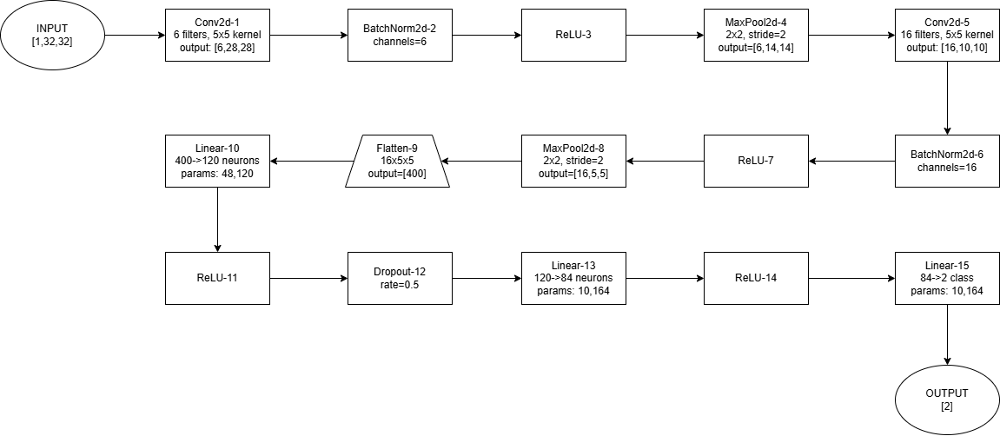 INPUT
[1,32,32]
Conv2d-1
6 filters, 5x5 kernel
output: [6,28,28]
BatchNorm2d-2
channels=6
ReLU-3
MaxPool2d-4
2x2, stride=2
output=[6,14,14]
Conv2d-5
16 filters, 5x5 kernel
output: [16,10,10]
BatchNorm2d-6
channels=16
ReLU-7
MaxPool2d-8
2x2, stride=2
output=[16,5,5]
Flatten-9
16x5x5
output=[400]
Linear-10
400->120 neurons
params: 48,120
ReLU-11
Dropout-12
rate=0.5
Linear-13
120->84 neurons
params: 10,164
ReLU-14
Linear-15
84->2 class
params: 10,164
OUTPUT
[2]